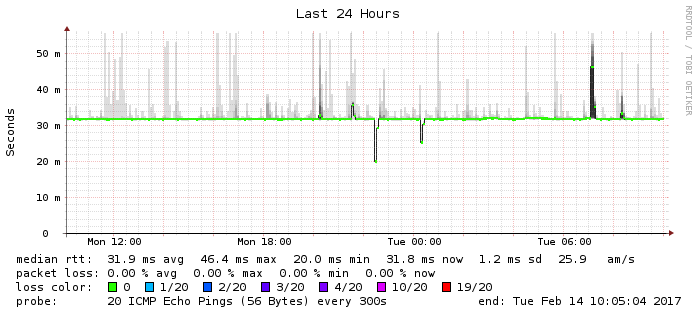 Last 24 Hours
RRDTOOL / TOBI OETIKER
Seconds
50 m
40 m
30 m
20 m
10 m
0
Mon 12:00 Mon 18:00 Tue 00:00 Tue 06:00
median rtt: 31.9 ms avg 46.4 ms max 20.0 ms min 31.8 ms now 1.2 ms sd 25.9 am/s
packet loss: 0.00 % avg 0.00 % max 0.00 % min 0.00 % now
loss color: 0 1/20 2/20 3/20 4/20 10/20 19/20
probe: 20 ICMP Echo Pings (56 Bytes) every 300s end: Tue Feb 14 10:05:04 2017